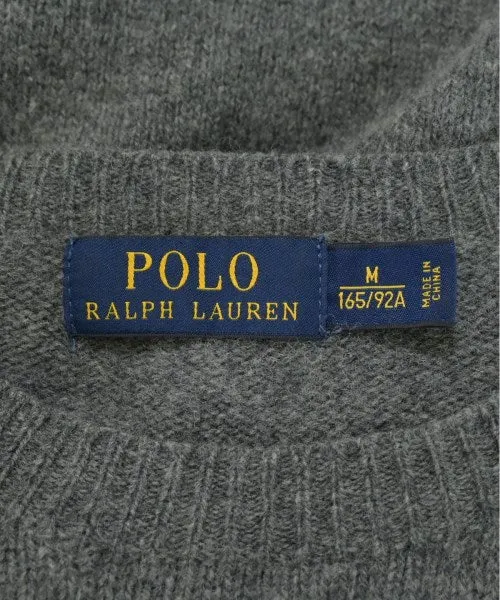 POLO
RALPH LAUREN
M
165/92A
MADE IN
CHINA